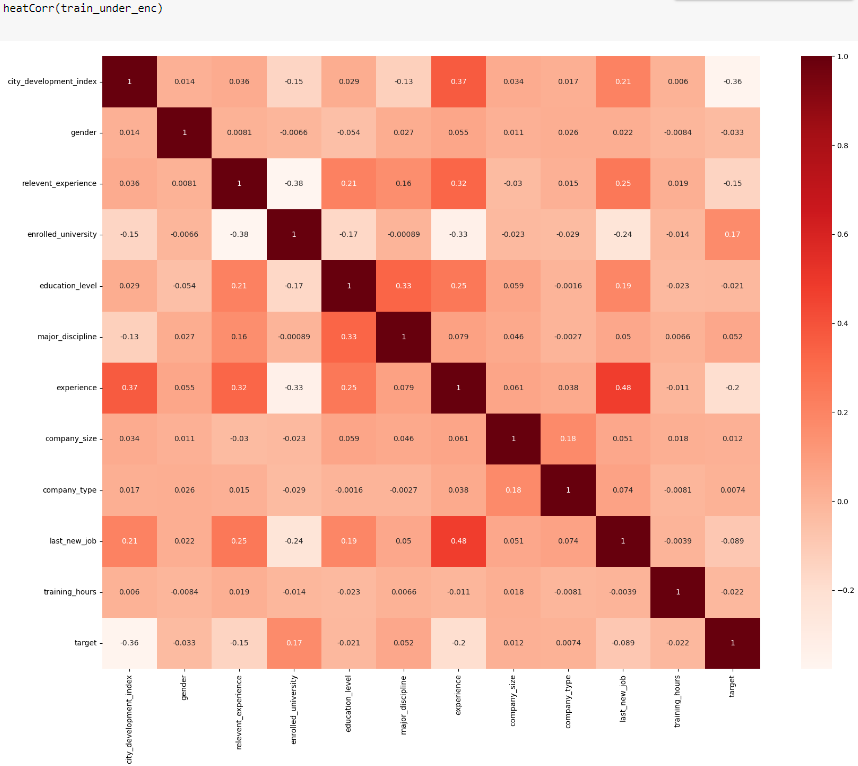 heatCorr(train_under_enc)
city_development_index 1 0.014 0.036 -0.15 0.029 -0.13 0.37 0.034 0.017 0.21 0.006 -0.36
gender 0.014 1 0.0081 -0.0066 -0.054 0.027 0.055 0.011 0.026 0.022 -0.0084 -0.033
relevent_experience 0.036 0.0081 1 -0.38 0.21 0.16 0.32 -0.03 0.015 0.25 0.019 -0.15
enrolled_university -0.15 -0.0066 -0.38 1 -0.17 -0.00089 -0.33 -0.023 -0.029 -0.24 -0.014 0.17
education_level 0.029 -0.054 0.21 -0.17 1 0.33 0.25 0.059 -0.0016 0.19 -0.023 -0.021
major_discipline -0.13 0.027 0.16 -0.00089 0.33 1 0.079 0.046 -0.0027 0.05 0.0066 0.052
experience 0.37 0.055 0.32 -0.33 0.25 0.079 1 0.061 0.038 0.48 -0.011 -0.2
company_size 0.034 0.011 -0.03 -0.023 0.059 0.046 0.061 1 0.18 0.051 0.018 0.012
company_type 0.017 0.026 0.015 -0.029 -0.0016 -0.0027 0.038 0.18 1 0.074 -0.0081 0.0074
last_new_job 0.21 0.022 0.25 -0.24 0.19 0.05 0.48 0.051 0.074 1 -0.0039 -0.089
training_hours 0.006 -0.0084 0.019 -0.014 -0.023 0.0066 -0.011 0.018 -0.0081 -0.0039 1 -0.022
target -0.36 -0.033 -0.15 0.17 -0.021 0.052 -0.2 0.012 0.0074 -0.089 -0.022 1
city_development_index
gender
relevent_experience
enrolled_university
education_level
major_discipline
experience
company_size
company_type
last_new_job
training_hours
target
1.0
0.8
0.6
0.4
0.2
0.0
−0.2